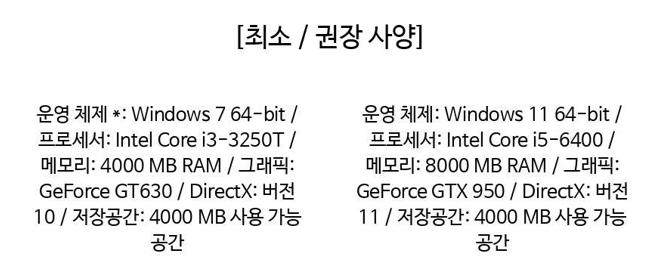 [최소 / 권장 사양]
운영 체제 *: Windows 7 64-bit /
프로세서: Intel Core i3-3250T /
메모리: 4000 MB RAM / 그래픽:
GeForce GT630 / DirectX: 버전
10 / 저장공간: 4000 MB 사용 가능
공간
운영 체제: Windows 11 64-bit /
프로세서: Intel Core i5-6400 /
메모리: 8000 MB RAM / 그래픽:
GeForce GTX 950 / DirectX: 버전
11 / 저장공간: 4000 MB 사용 가능
공간